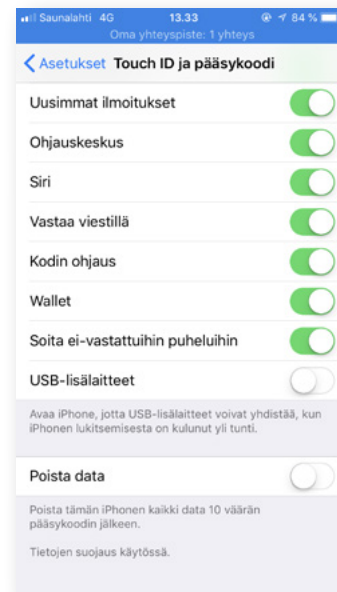 Saunalahti 4G 13.33 84 %
Oma yhteyspiste: 1 yhteys
Asetukset Touch ID ja pääsykoodi
Uusimmat ilmoitukset
Ohjauskeskus
Siri
Vastaa viestillä
Kodin ohjaus
Wallet
Soita ei-vastattuihin puheluihin
USB-lisälaitteet
Avaa iPhone, jotta USB-lisälaitteet voivat yhdistää, kun
iPhonen lukitsemisesta on kulunut yli tunti.
Poista data
Poista tämän iPhonen kaikki data 10 väärän
pääsykoodin jälkeen.
Tietojen suojaus käytössä.